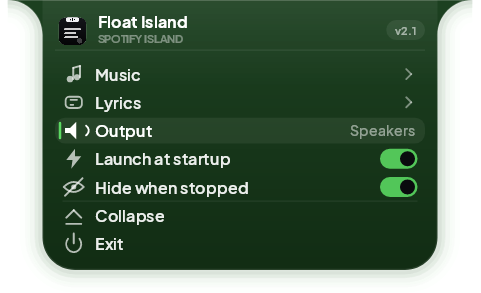 Float Island
SPOTIFY ISLAND
v2.1
Music
Lyrics
Output
Speakers
Launch at startup
Hide when stopped
Collapse
Exit